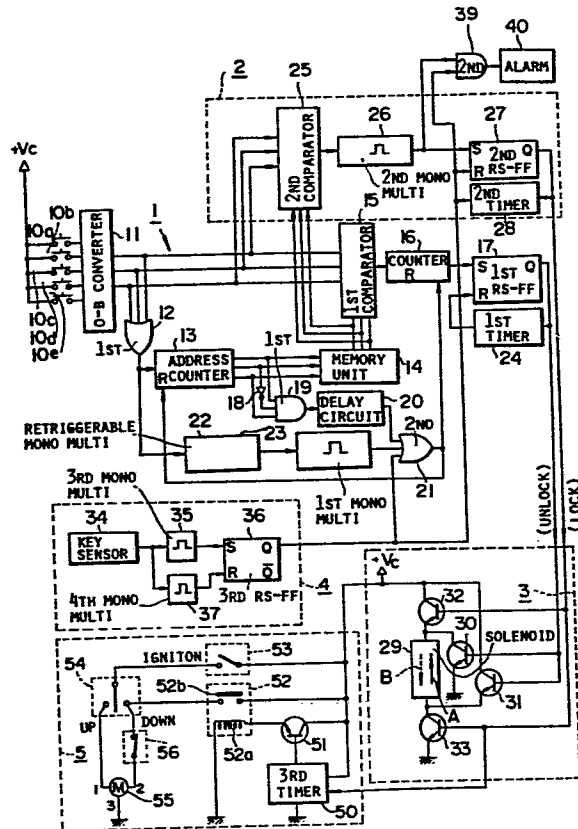 39
40
2
25
2ND
ALARM
26
27
+Vc
2ND COMPARATOR
S 2ND Q
R RS-FF
2ND MONO MULTI
2ND TIMER
28
15
10b
10a
11
1
16
17
10c
10d
10e
O-B CONVERTER
1ST COMPARATOR
COUNTER
R
S 1ST Q
R RS-FF
12
1ST
13
1ST TIMER
24
R ADDRESS COUNTER
1ST
MEMORY UNIT
14
18
19
DELAY CIRCUIT
20
RETRIGGERABLE MONO MULTI
22
23
2ND
21
3RD MONO MULTI
1ST MONO MULTI
(UNLOCK)
(LOCK)
34
35
36
KEY SENSOR
S Q
R Q
3RD RS-FF
4
+Vc
3
4TH MONO MULTI
37
32
29
30
SOLENOID
B
A
31
33
IGNITON
53
54
52b
52
UP
DOWN
52a
51
5
56
1
2
M
3
55
3RD TIMER
50